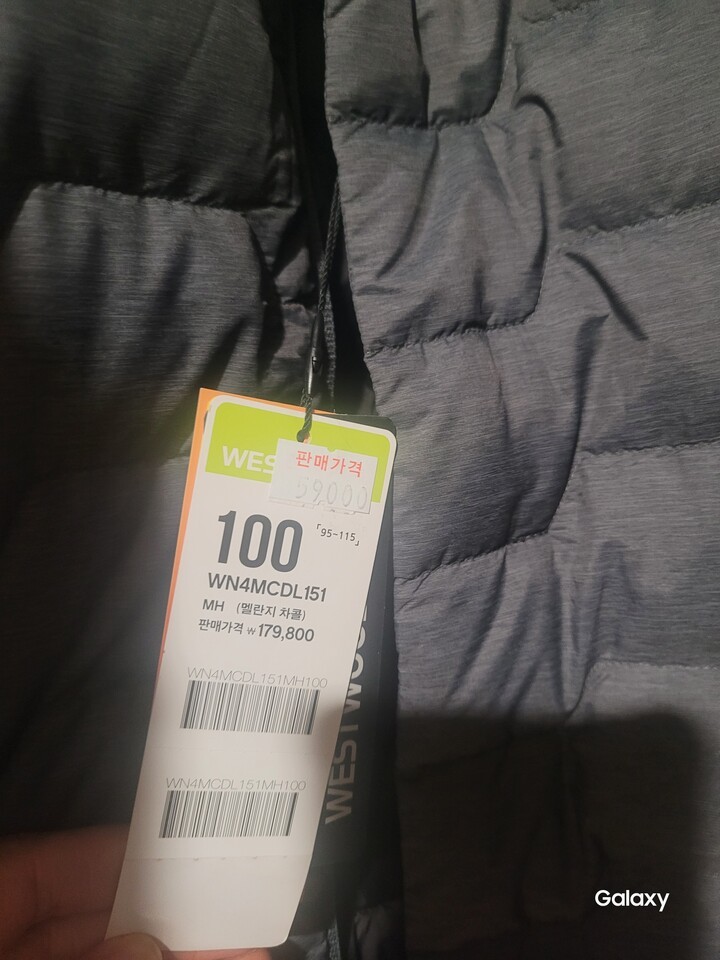 WES
판매가격
59000
100 「95-115」
WN4MCDL151
MH (멜란지 차콜)
판매가격 ₩179,800
WN4MCDL151MH100
WN4MCDL151MH100
WESTWOOD
Galaxy